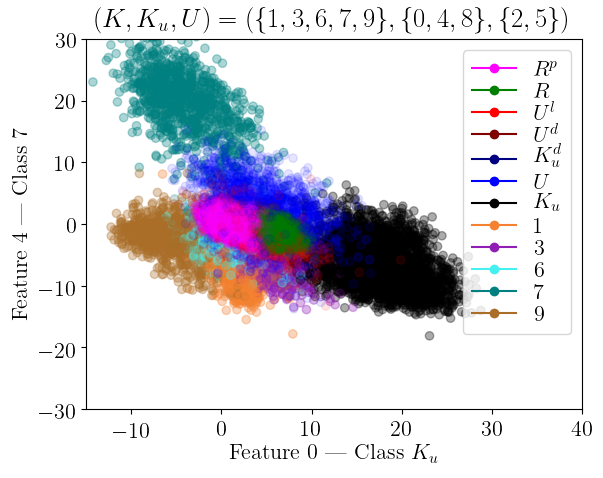 (K, K_u, U) = ({1, 3, 6, 7, 9}, {0, 4, 8}, {2, 5})
Feature 4 — Class 7
30
20
10
0
−10
−20
−30
R^p
R
U^l
U^d
K_u^d
U
K_u
1
3
6
7
9
−10 0 10 20 30 40
Feature 0 — Class K_u